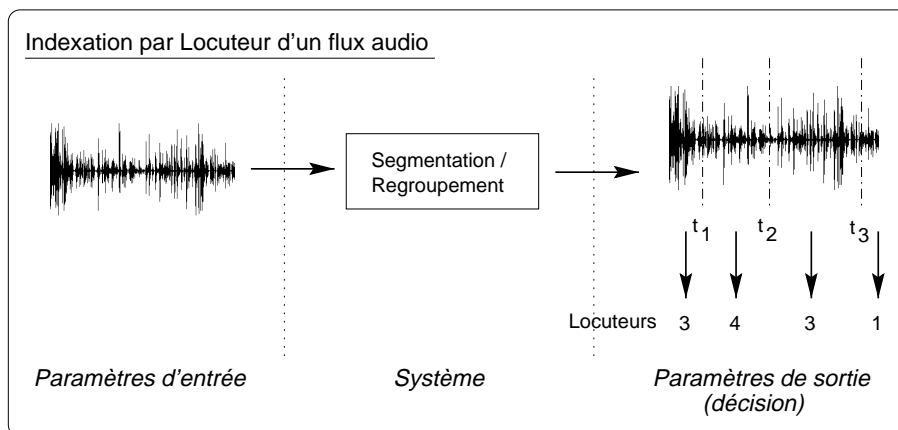 Indexation par Locuteur d'un flux audio
Segmentation /
Regroupement
t1 t2 t3
Locuteurs 3 4 3 1
Paramètres d'entrée
Système
Paramètres de sortie
(décision)